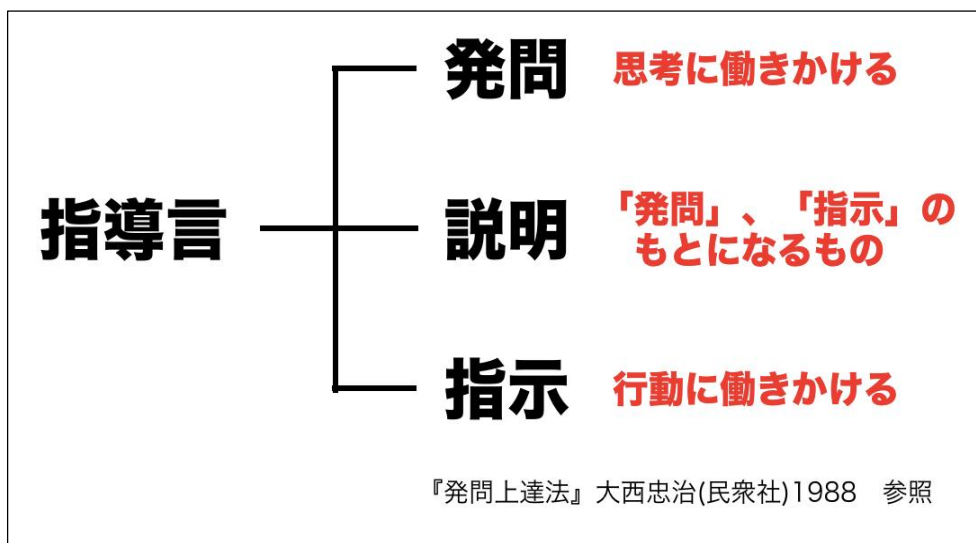 発問 思考に働きかける
指導言
説明 「発問」、「指示」の
もとになるもの
指示 行動に働きかける
『発問上達法』大西忠治(民衆社)1988　参照